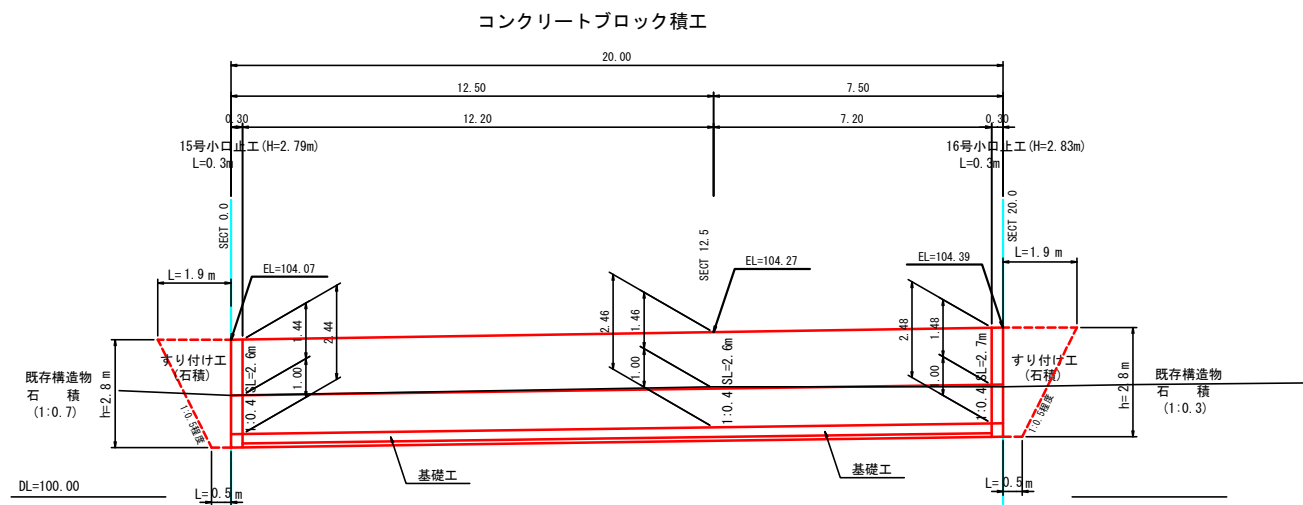 コンクリートブロック積工
20.00
12.50
7.50
0.30
12.20
7.20
0.30
15号小口止工(H=2.79m)
L=0.3m
16号小口止工(H=2.83m)
L=0.3m
SECT 0.0
SECT 12.5
SECT 20.0
EL=104.07
EL=104.27
EL=104.39
L=1.9 m
L=1.9 m
1.44
2.44
1.00
2.46
1.46
1.00
2.48
1.48
1.00
すり付け工
(石積)
すり付け工
(石積)
既存構造物
石 積
(1:0.7)
h=2.8 m
1:0.5程度
1:0.4 SL=2.6m
1:0.4 SL=2.6m
1:0.4 SL=2.7m
1:0.5程度
h=2.8 m
既存構造物
石 積
(1:0.3)
基礎工
基礎工
DL=100.00
L=0.5 m
L=0.5 m